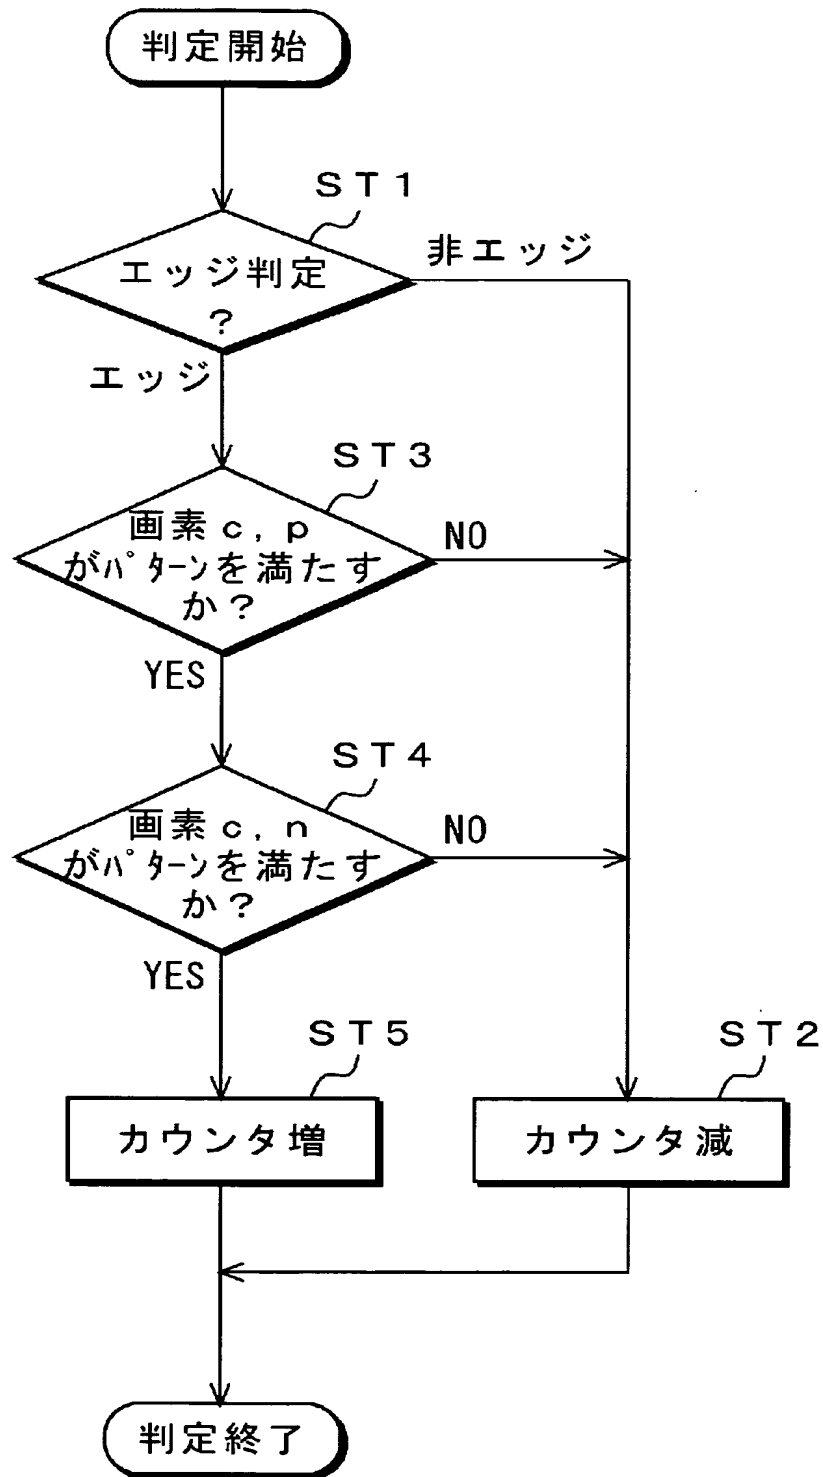 判定開始
ST1
エッジ判定
?
非エッジ
エッジ
ST3
画素c,p
がパターンを満たす
か?
NO
YES
ST4
画素c,n
がパターンを満たす
か?
NO
YES
ST5
カウンタ増
ST2
カウンタ減
判定終了